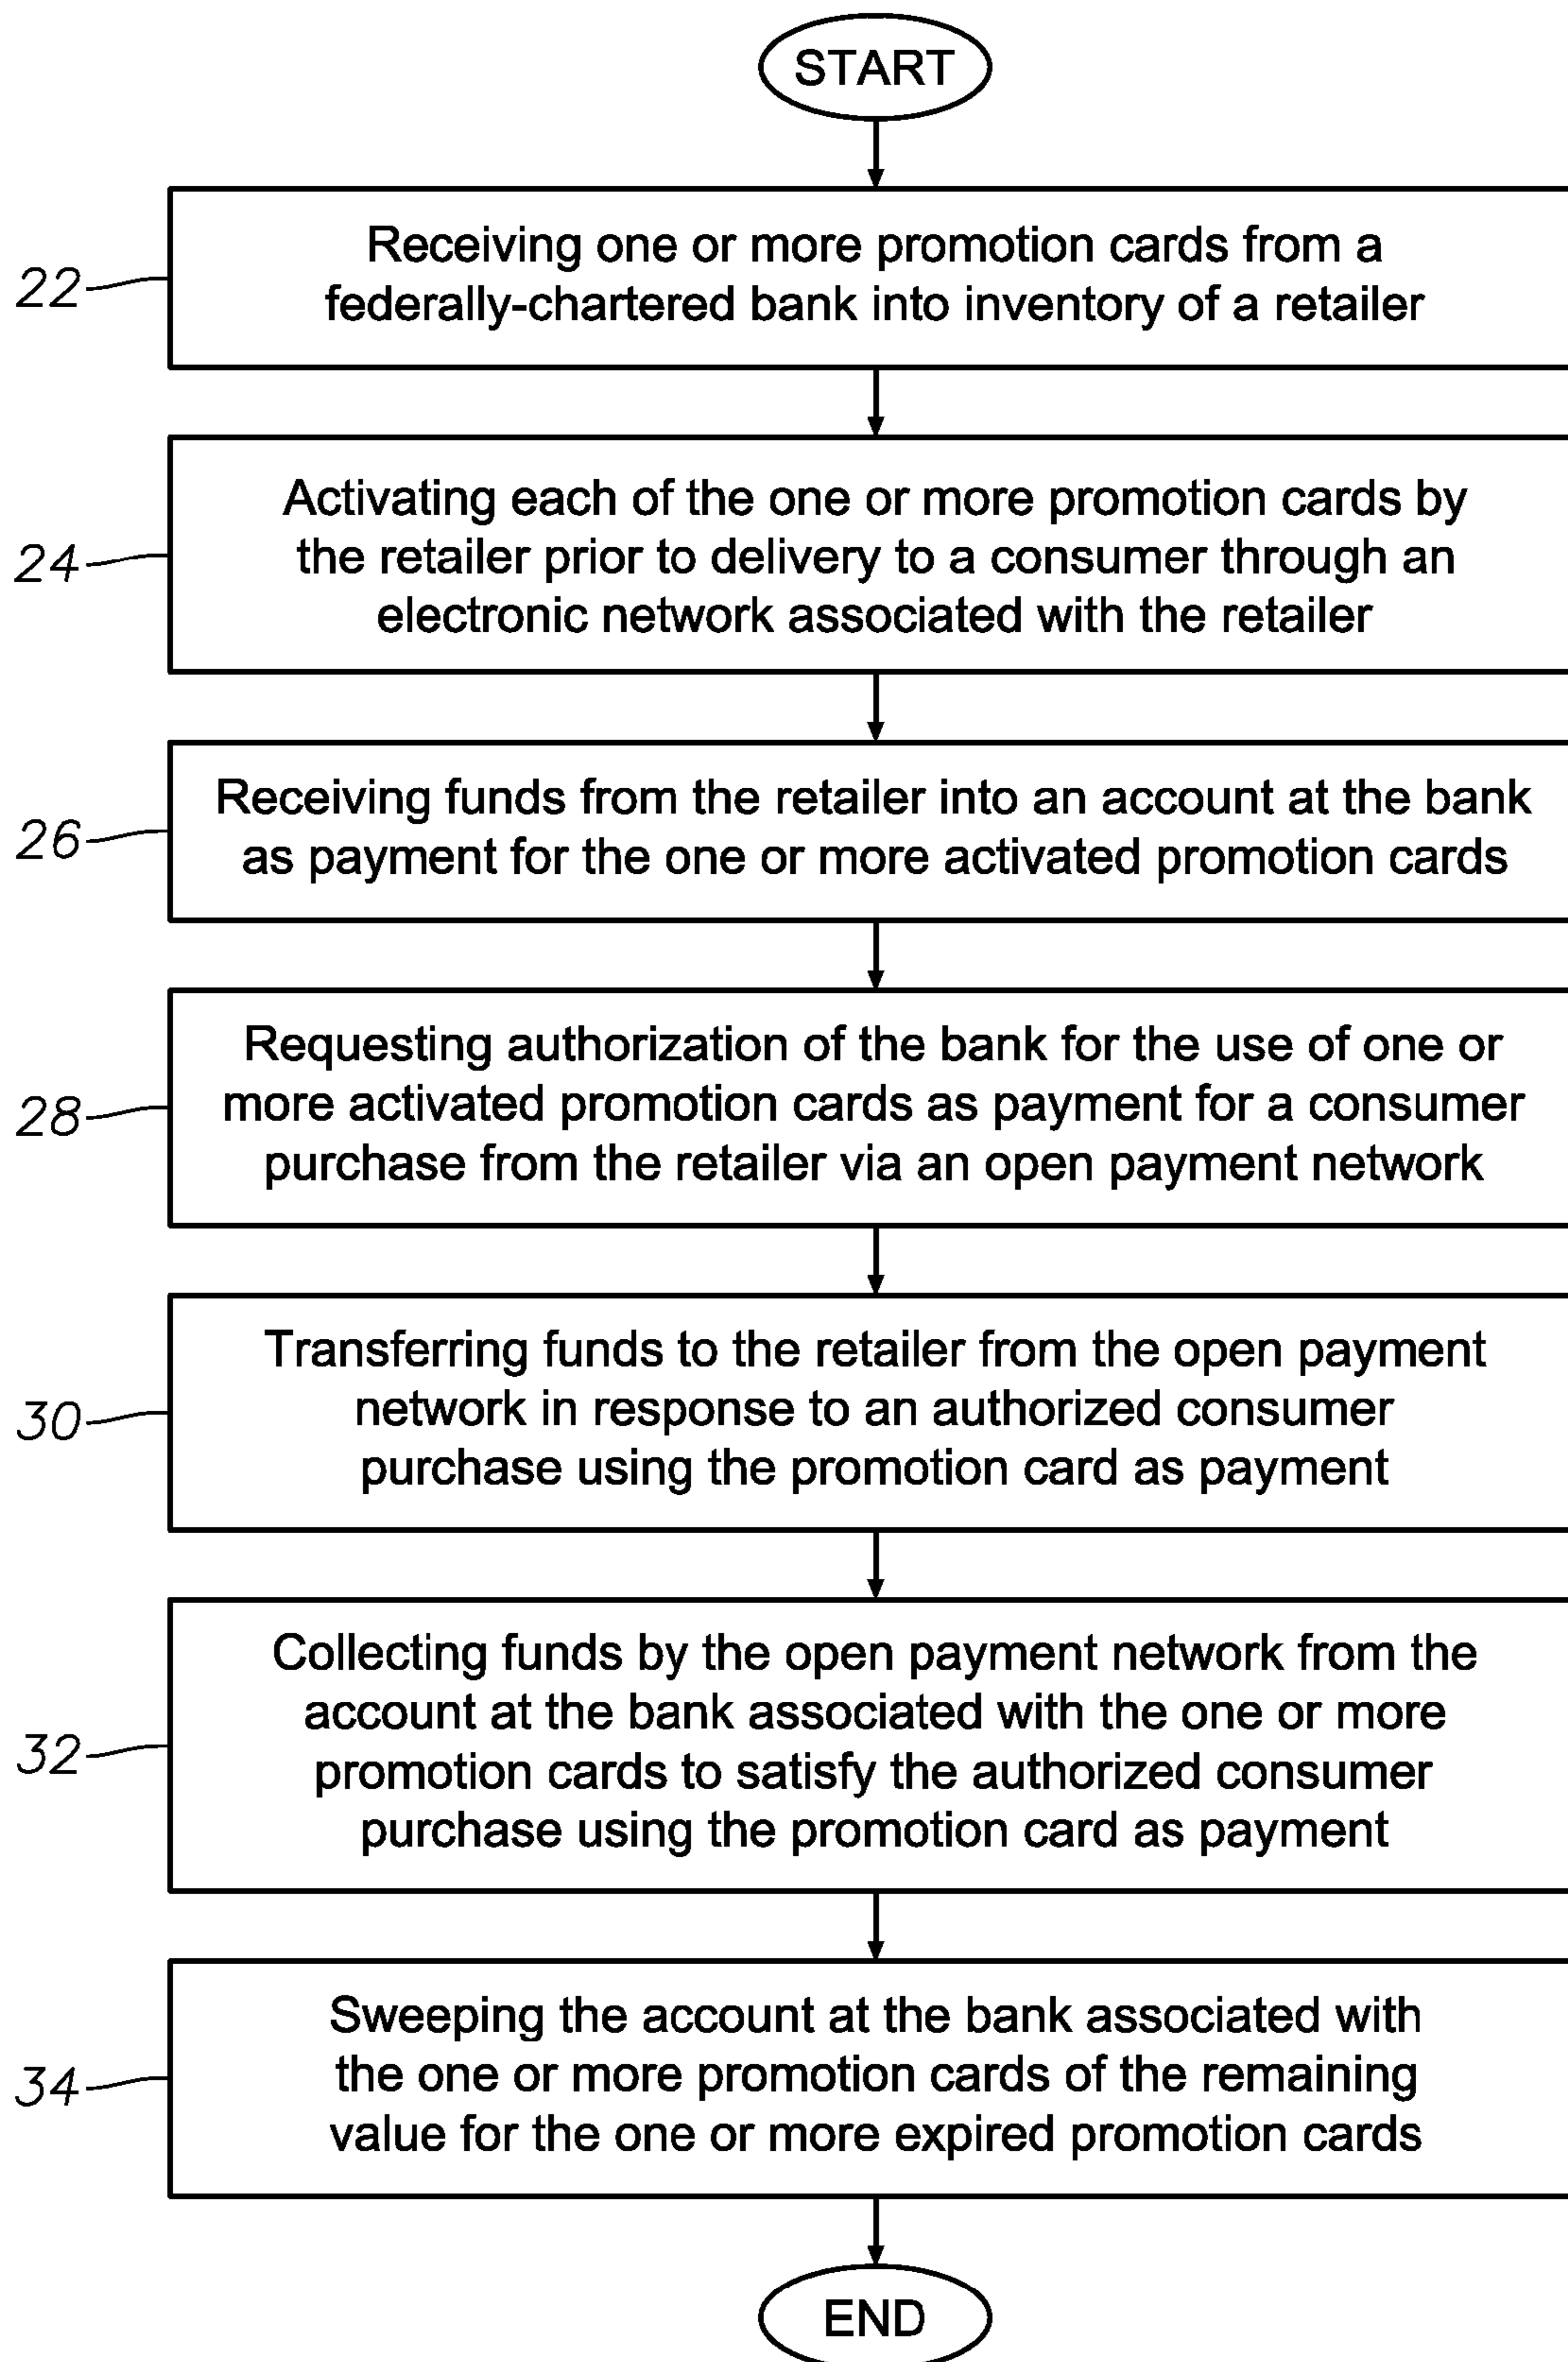 START
22
Receiving one or more promotion cards from a
federally-chartered bank into inventory of a retailer
24
Activating each of the one or more promotion cards by
the retailer prior to delivery to a consumer through an
electronic network associated with the retailer
26
Receiving funds from the retailer into an account at the bank
as payment for the one or more activated promotion cards
28
Requesting authorization of the bank for the use of one or
more activated promotion cards as payment for a consumer
purchase from the retailer via an open payment network
30
Transferring funds to the retailer from the open payment
network in response to an authorized consumer
purchase using the promotion card as payment
32
Collecting funds by the open payment network from the
account at the bank associated with the one or more
promotion cards to satisfy the authorized consumer
purchase using the promotion card as payment
34
Sweeping the account at the bank associated with
the one or more promotion cards of the remaining
value for the one or more expired promotion cards
END